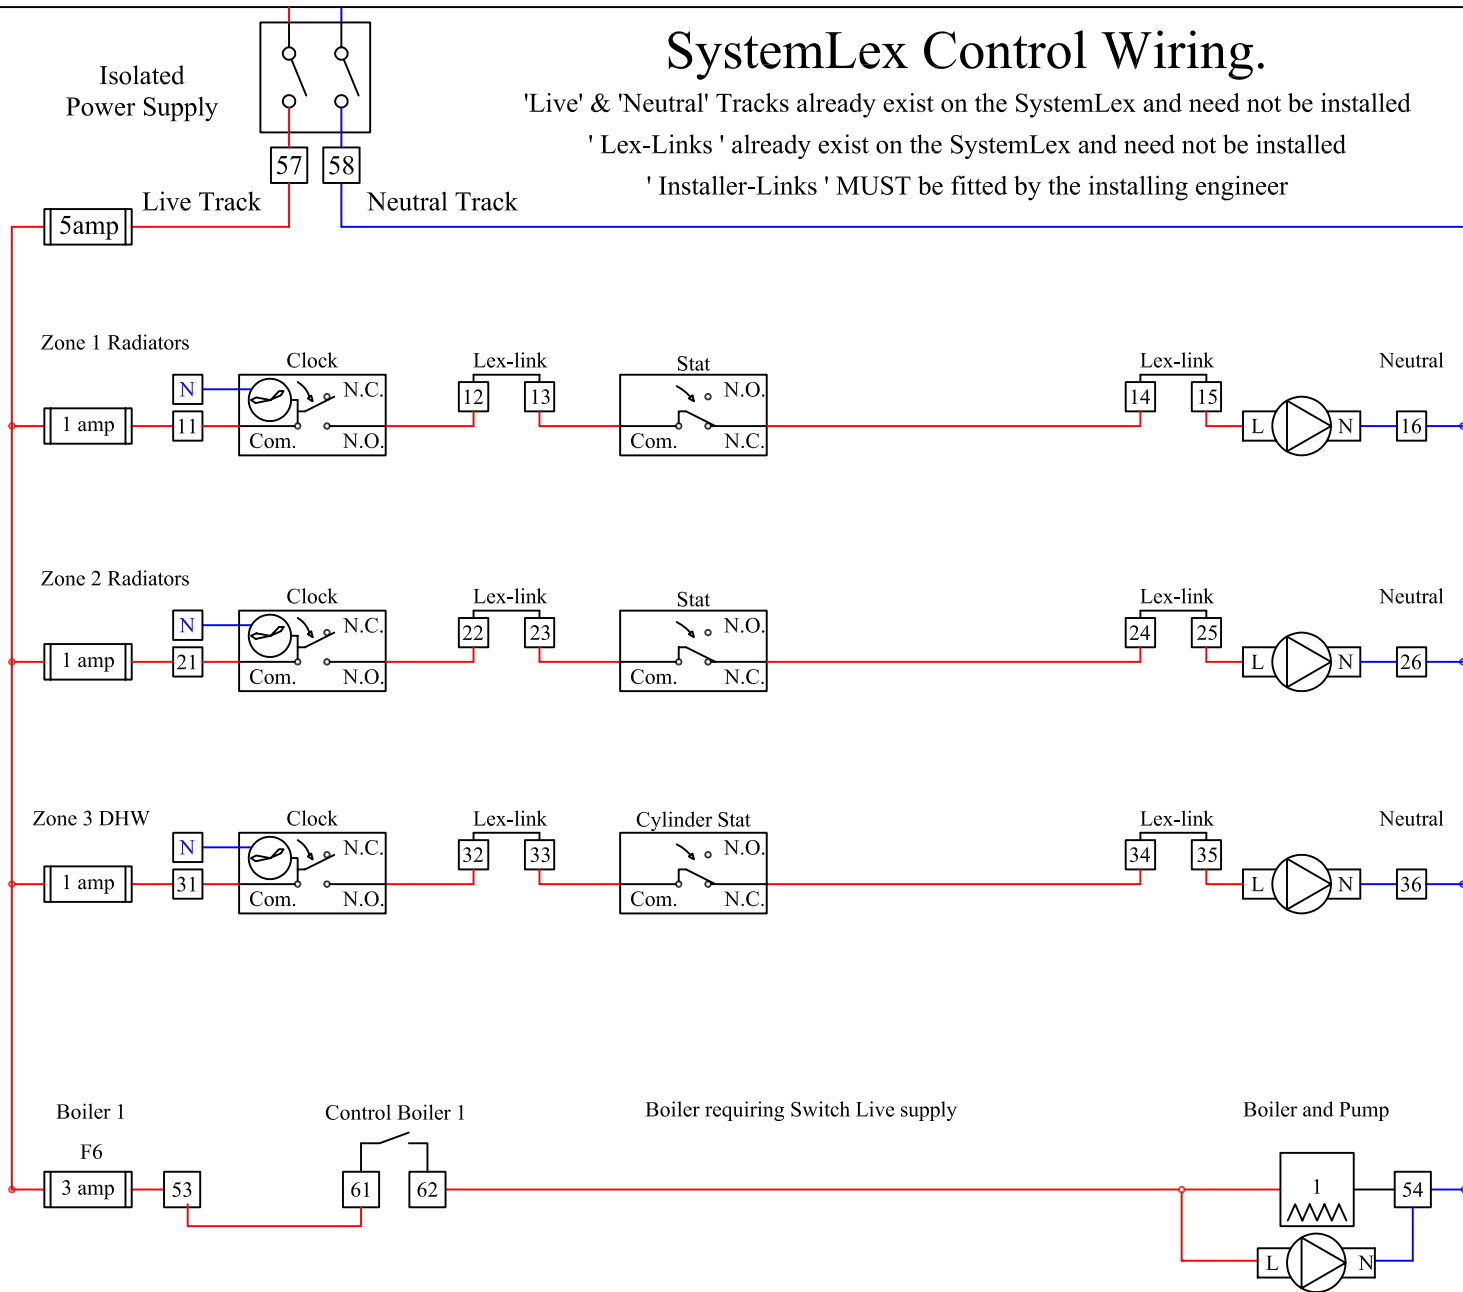 SystemLex Control Wiring.
'Live' & 'Neutral' Tracks already exist on the SystemLex and need not be installed
' Lex-Links ' already exist on the SystemLex and need not be installed
' Installer-Links ' MUST be fitted by the installing engineer
Isolated
Power Supply
57 58
Live Track Neutral Track
5amp
Zone 1 Radiators
Clock Lex-link Stat Lex-link Neutral
N N.C. 12 13 N.O. 14 15
1 amp 11 L N 16
Com. N.O. Com. N.C.
Zone 2 Radiators
Clock Lex-link Stat Lex-link Neutral
N N.C. 22 23 N.O. 24 25
1 amp 21 L N 26
Com. N.O. Com. N.C.
Zone 3 DHW Clock Lex-link Cylinder Stat Lex-link Neutral
N N.C. 32 33 N.O. 34 35
1 amp 31 L N 36
Com. N.O. Com. N.C.
Boiler 1 Control Boiler 1 Boiler requiring Switch Live supply Boiler and Pump
F6
3 amp 53 61 62 1 54
L N